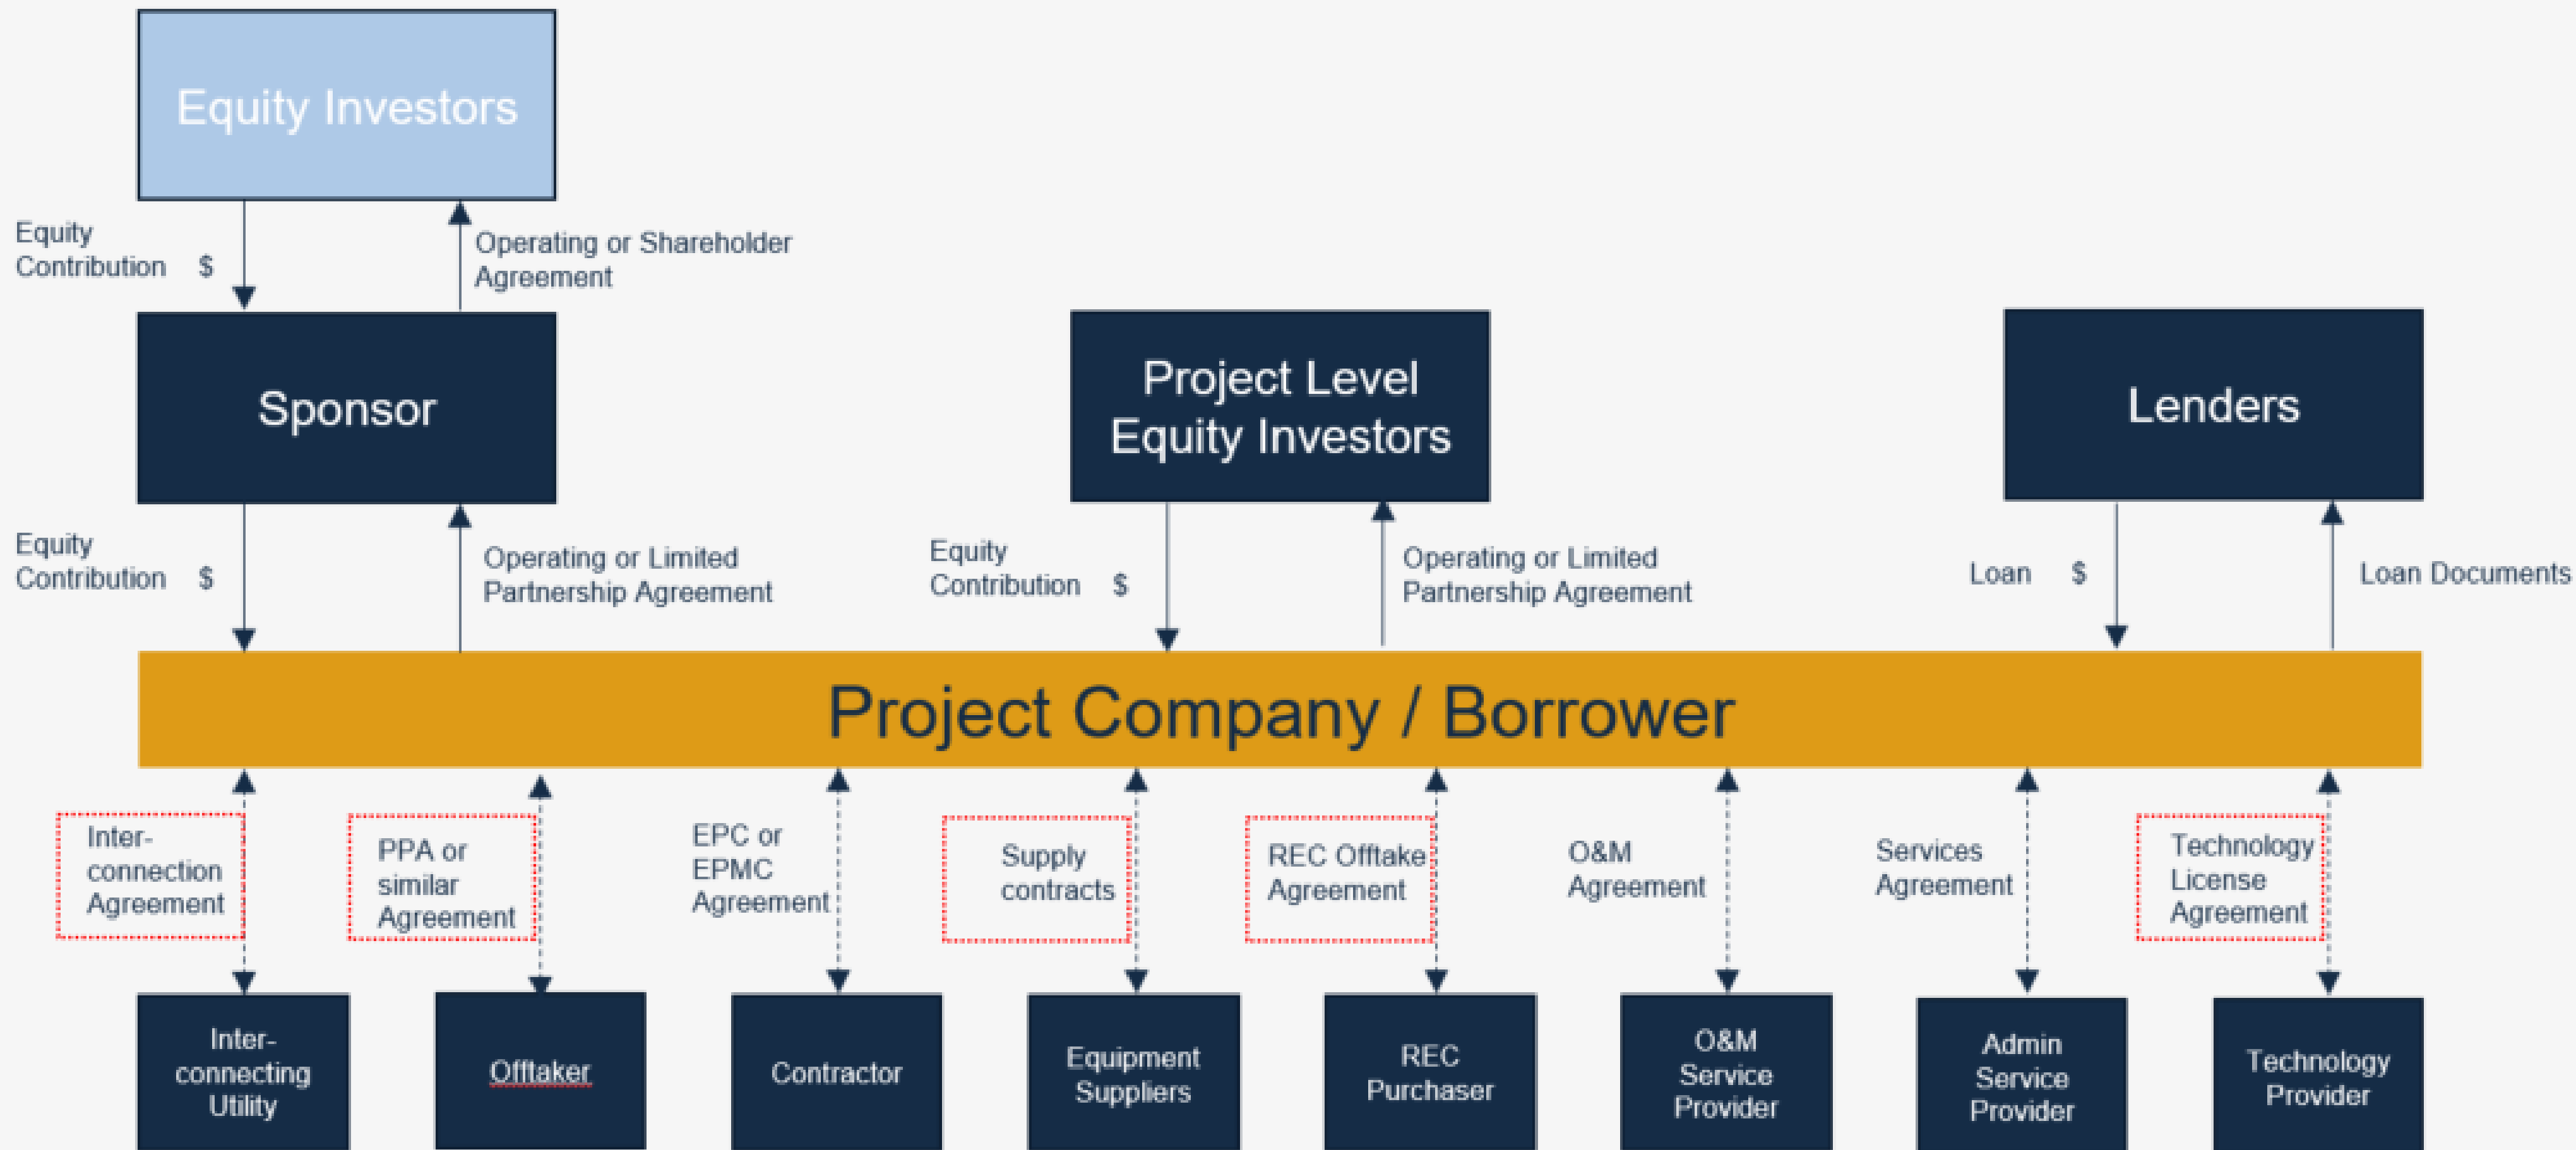 Equity Investors
Equity
Contribution $
Operating or Shareholder
Agreement
Sponsor
Project Level
Equity Investors
Lenders
Equity
Contribution $
Operating or Limited
Partnership Agreement
Equity
Contribution $
Operating or Limited
Partnership Agreement
Loan $
Loan Documents
Project Company / Borrower
Inter-
connection
Agreement
PPA or
similar
Agreement
EPC or
EPMC
Agreement
Supply
contracts
REC Offtake
Agreement
O&M
Agreement
Services
Agreement
Technology
License
Agreement
Inter-
connecting
Utility
Offtaker
Contractor
Equipment
Suppliers
REC
Purchaser
O&M
Service
Provider
Admin
Service
Provider
Technology
Provider